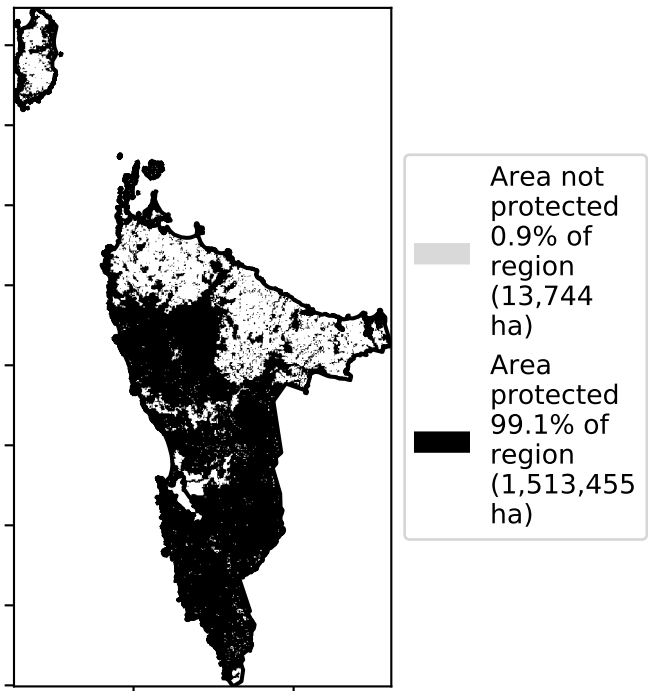 Area not
protected
0.9% of
region
(13,744
ha)
Area
protected
99.1% of
region
(1,513,455
ha)